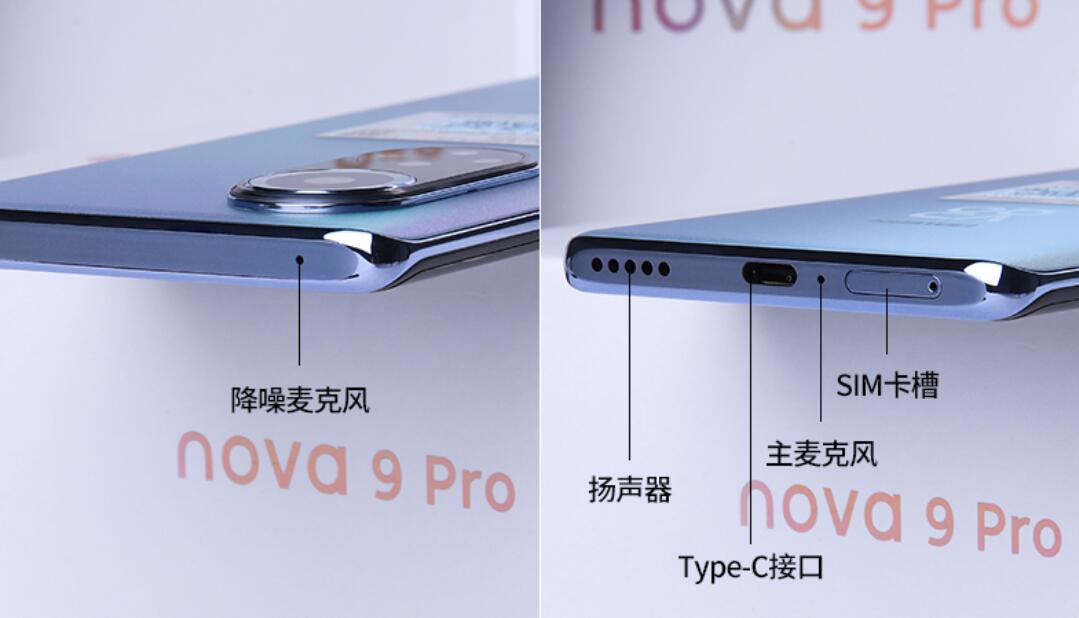 降噪麦克风
nova 9 Pro
nova 9 Pro
SIM卡槽
主麦克风
扬声器
nova 9 Pro
Type-C接口